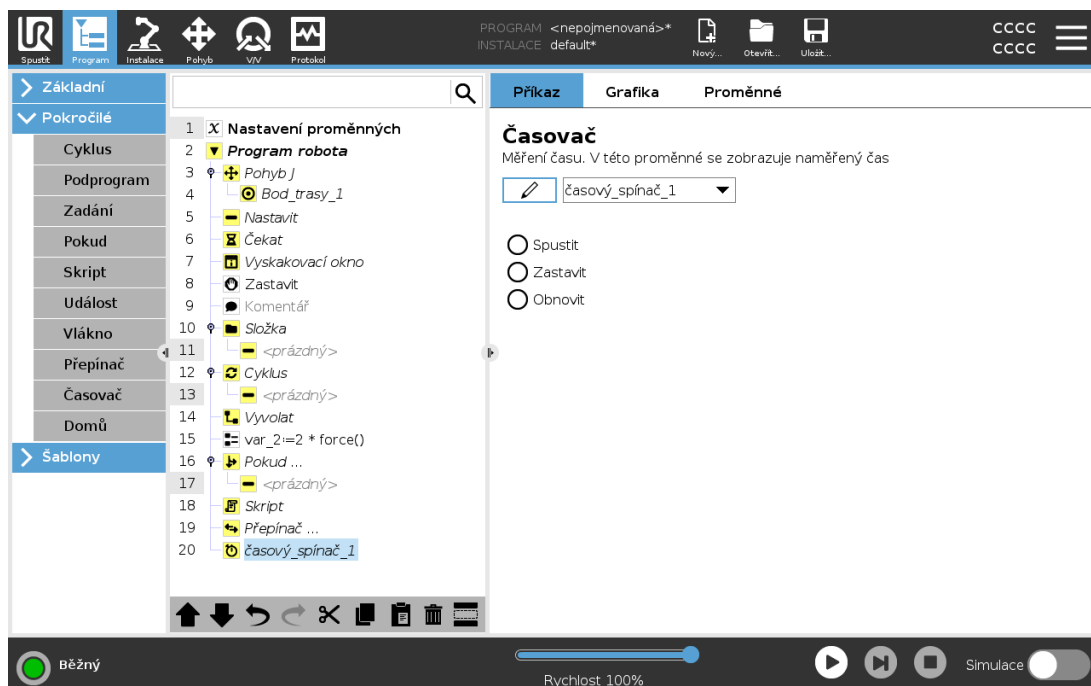 Spustit
Program
Instalace
Pohyb
V/V
Protokol
PROGRAM <nepojmenovaná>*
INSTALACE default*
Nový...
Otevřít...
Uložit...
CCCC
CCCC
Základní
Pokročilé
Cyklus
Podprogram
Zadání
Pokud
Skript
Událost
Vlákno
Přepínač
Časovač
Domů
Šablony
1 Nastavení proměnných
2 Program robota
3 Pohyb J
4 Bod_trasy_1
5 Nastavit
6 Čekat
7 Vyskakovací okno
8 Zastavit
9 Komentář
10 Složka
11 <prázdný>
12 Cyklus
13 <prázdný>
14 Vyvolat
15 var_2:=2 * force()
16 Pokud ...
17 <prázdný>
18 Skript
19 Přepínač ...
20 časový_spínač_1
Příkaz Grafika Proměnné
Časovač
Měření času. V této proměnné se zobrazuje naměřený čas
časový_spínač_1
Spustit
Zastavit
Obnovit
Běžný
Rychlost 100%
Simulace